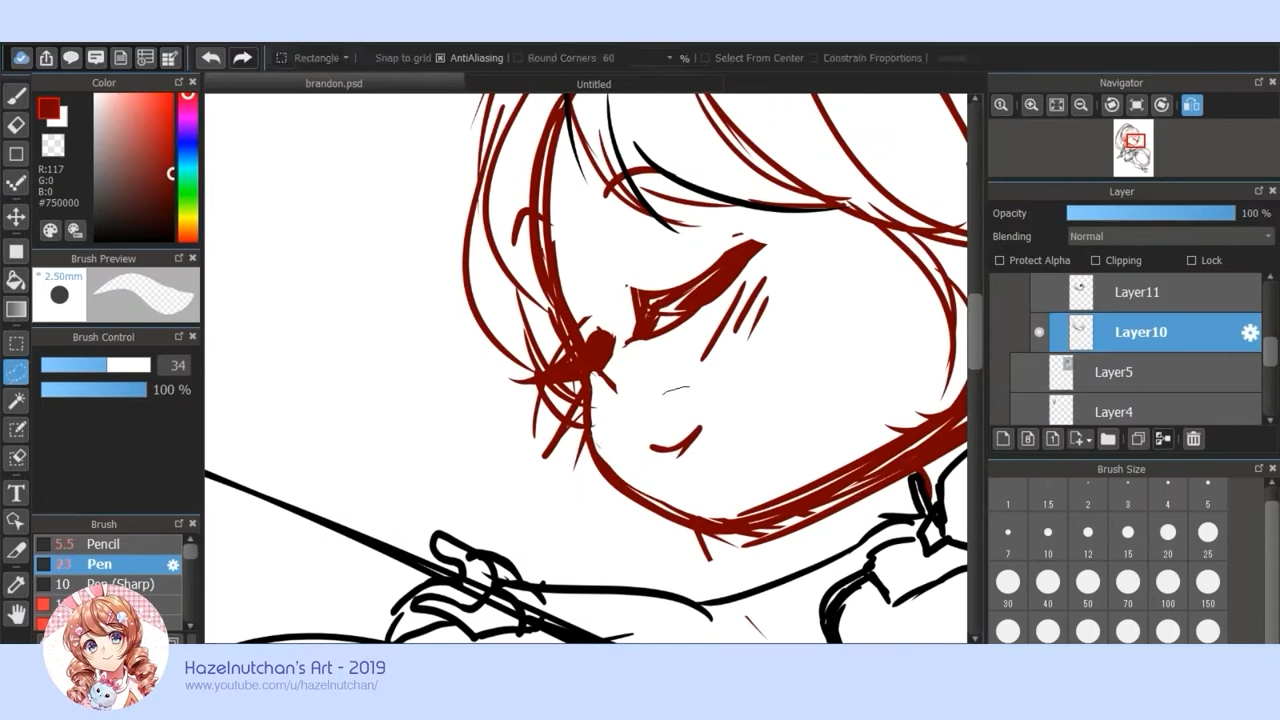 Rectangle
Snap to grid
AntiAliasing
Round Corners 60
%
Select From Center
Constrain Proportions
Color
brandon.psd
Untitled
Navigator
R:117
G:0
B:0
#750000
Layer
Opacity
100 %
Blending
Normal
Protect Alpha
Clipping
Lock
Brush Preview
* 2.50mm
Layer11
Brush Control
Layer10
34
Layer5
100 %
Layer4
Brush Size
1 1.5 2 3 4 5
Brush
5.5 Pencil
7 10 12 15 20 25
23 Pen
10 Pen (Sharp)
30 40 50 70 100 150
T
Hazelnutchan's Art - 2019
www.youtube.com/u/hazelnutchan/